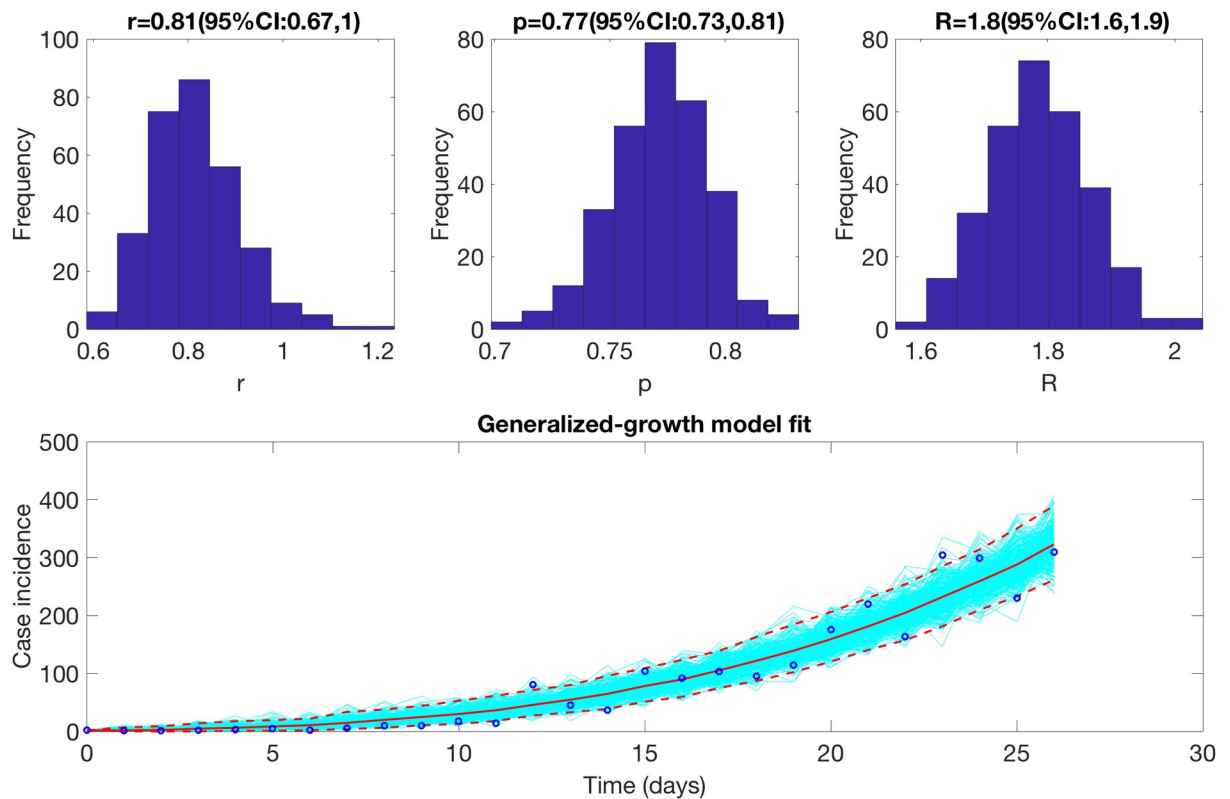 r=0.81(95%CI:0.67,1)
100
80
60
40
20
0
Frequency
0.6 0.8 1 1.2
r
p=0.77(95%CI:0.73,0.81)
80
60
40
20
0
Frequency
0.7 0.75 0.8
p
R=1.8(95%CI:1.6,1.9)
80
60
40
20
0
Frequency
1.6 1.8 2
R
Generalized-growth model fit
500
400
300
200
100
0
Case incidence
0 5 10 15 20 25 30
Time (days)